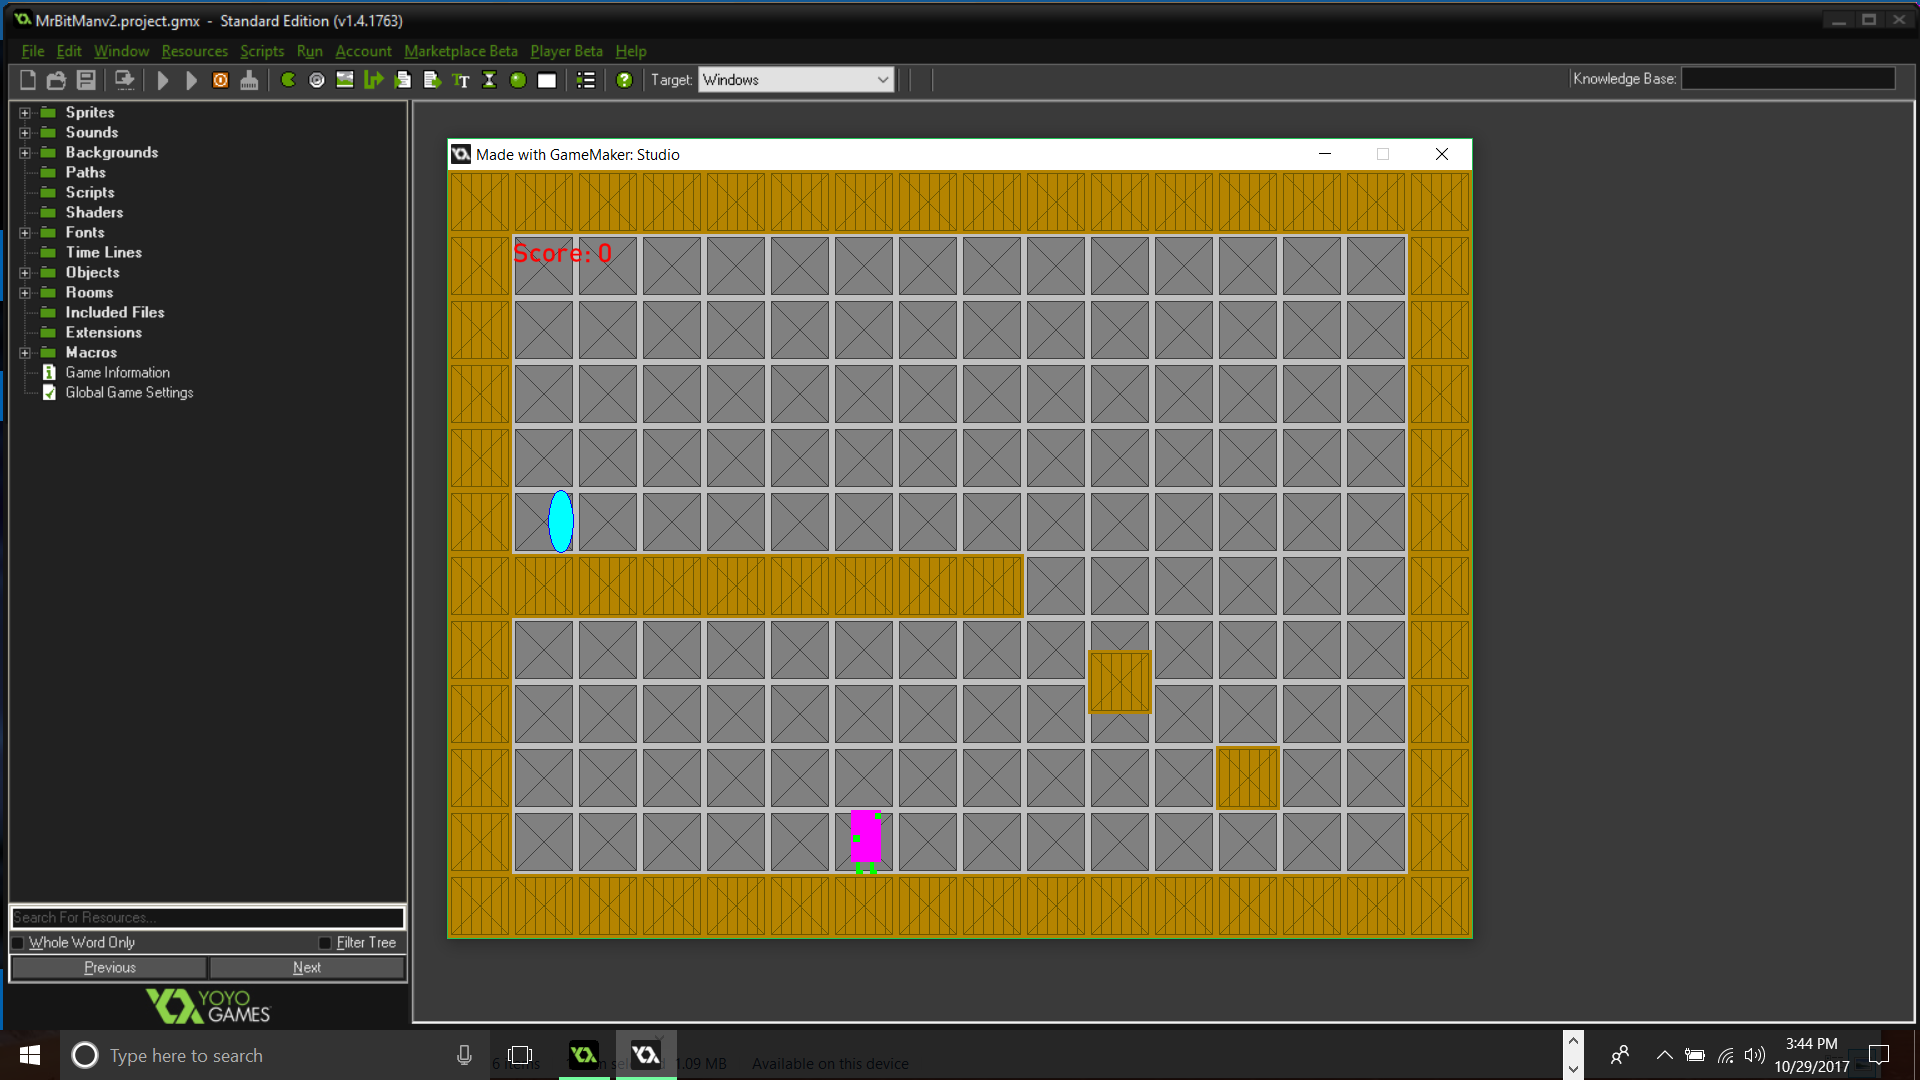 MrBitManv2.project.gmx - Standard Edition (v1.4.1763)
File Edit Window Resources Scripts Run Account Marketplace Beta Player Beta Help
Target: Windows
Knowledge Base:
Sprites
Sounds
Backgrounds
Paths
Scripts
Shaders
Fonts
Time Lines
Objects
Rooms
Included Files
Extensions
Macros
Game Information
Global Game Settings
Made with GameMaker: Studio
Score: 0
Search For Resources...
Whole Word Only Filter Tree
Previous Next
YOYO
GAMES
Type here to search
6 items 1.09 MB Available on this device
3:44 PM
10/29/2017